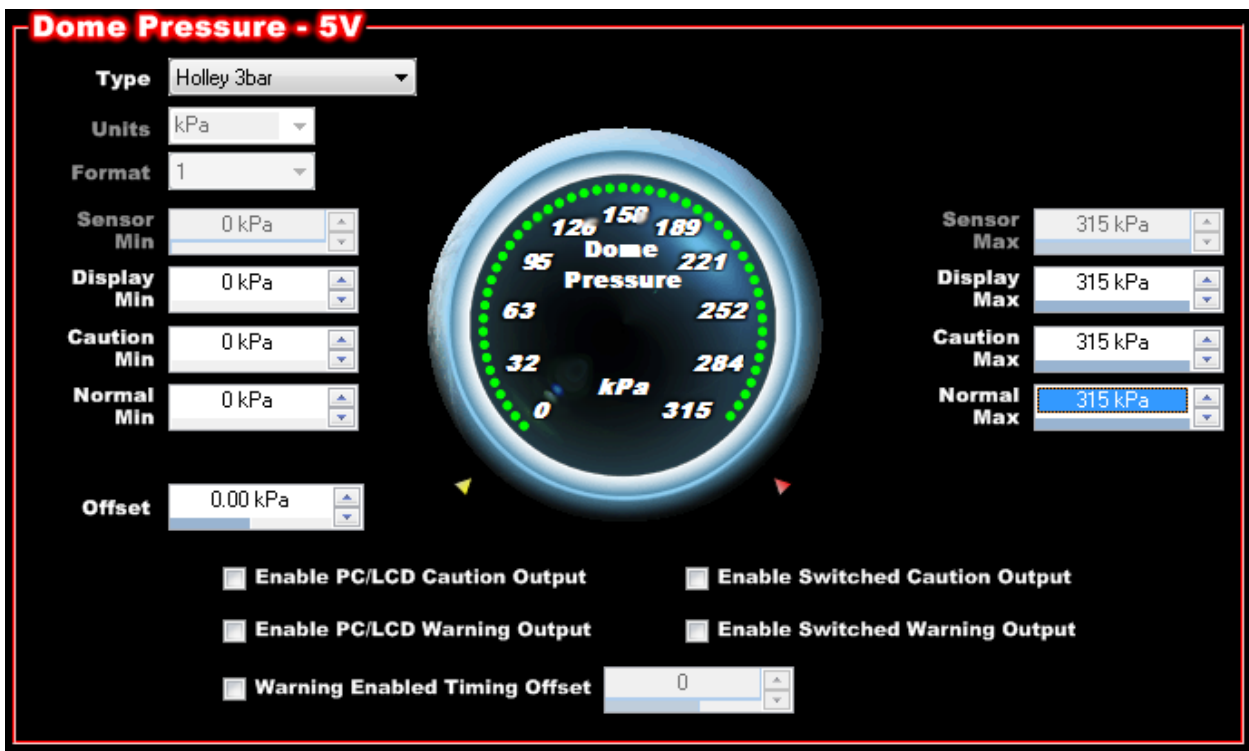 Dome Pressure - 5V
Type Holley 3bar
Units kPa
Format 1
Sensor Min 0 kPa
Sensor Max 315 kPa
Display Min 0 kPa
Display Max 315 kPa
Caution Min 0 kPa
Caution Max 315 kPa
Normal Min 0 kPa
Normal Max 315 kPa
126 158 189
95 Dome 221
Pressure
63 252
32 284
kPa
0 315
Offset 0.00 kPa
Enable PC/LCD Caution Output Enable Switched Caution Output
Enable PC/LCD Warning Output Enable Switched Warning Output
Warning Enabled Timing Offset 0